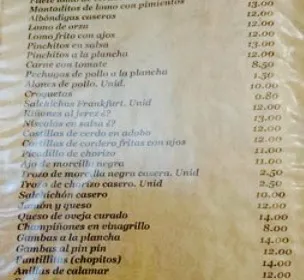 lomo
Montaditos de lomo con pimientos 13.00
Albóndigas caseros 12.00
Lomo de orza 12.00
Lomo frito con ajos 12.00
Pinchitos en salsa 13.00
Pinchitos a la plancha 12.00
Carne con tomate 8.50
Pechugas de pollo a la plancha 1.50
Alones de pollo. Unid. 10.00
Croquetas 0.80
Salchichas Frankfurt. Unid 12.00
Riñones al jerez ¿? 12.00
Níscalos en salsa ¿? 13.00
Costillas de cerdo en adobo 12.00
Costillas de cordero fritas con ajos 12.00
Picadillo de chorizo 11.00
Ajo de morcilla negra 11.00
Trozo de morcilla negra casera. Unid 2.50
Trozo de chorizo casero. Unid 2.50
Salchichón casero 10.00
Jamón y queso 12.00
Queso de oveja curado 14.00
Champiñones en vinagrillo 8.00
Gambas a la plancha 14.00
Gambas al pin pin 12.00
Puntillitas (chopitos) 14.00
Anillas de calamar 12.00